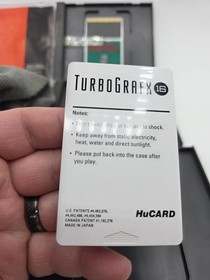 TURBOGRAFX 16
Notes:
to shock.
• Keep away from static electricity,
heat, water and direct sunlight.
• Please put back into the case after
you play.
U.S. PATENTS
CANADA PATENT
MADE IN JAPAN
HuCARD